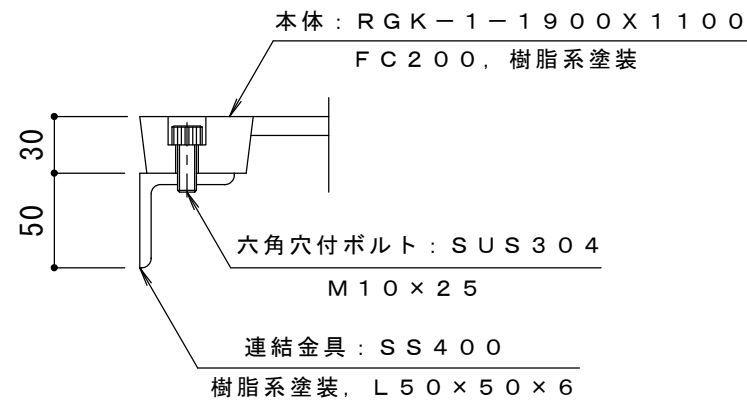 本体：ＲＧＫ－１－１９００Ｘ１１００
ＦＣ２００，樹脂系塗装
30
50
六角穴付ボルト：ＳＵＳ３０４
Ｍ１０×２５
連結金具：ＳＳ４００
樹脂系塗装，Ｌ５０×５０×６